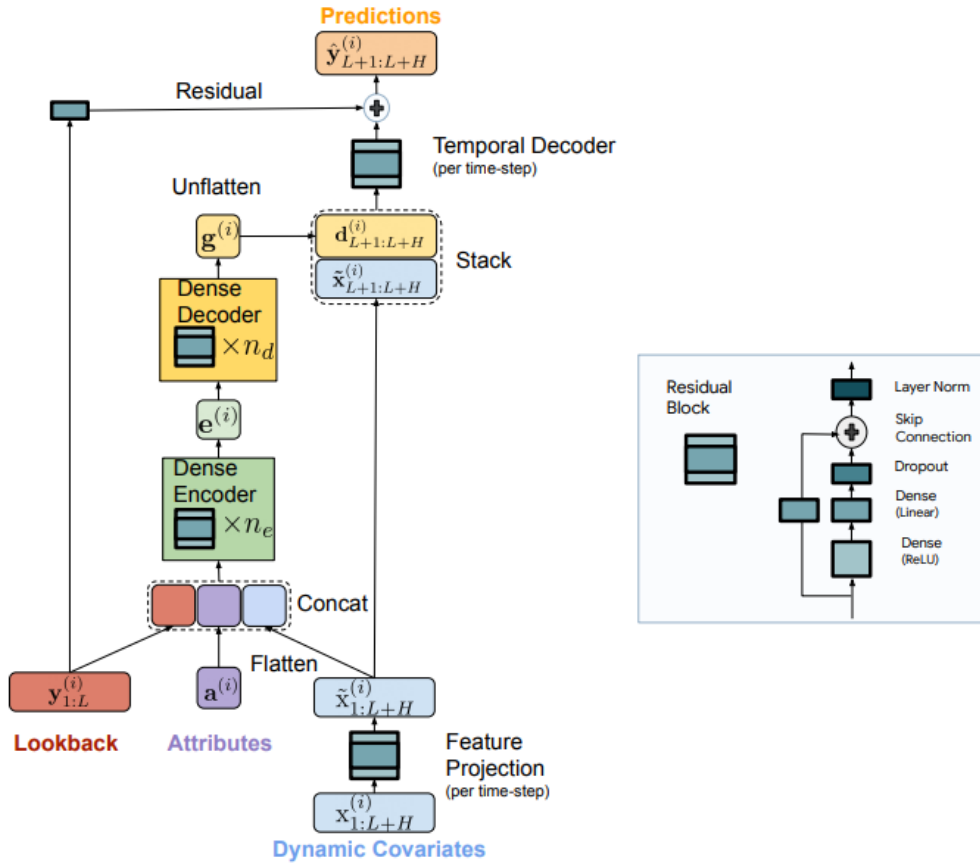 Predictions
ŷ^{(i)}_{L+1:L+H}
Residual
Temporal Decoder
(per time-step)
Unflatten
g^{(i)}
d^{(i)}_{L+1:L+H}
x̃^{(i)}_{L+1:L+H}
Stack
Dense
Decoder
×n_d
e^{(i)}
Dense
Encoder
×n_e
Concat
Flatten
y^{(i)}_{1:L}
a^{(i)}
x̃^{(i)}_{1:L+H}
Lookback
Attributes
Feature
Projection
(per time-step)
x^{(i)}_{1:L+H}
Dynamic Covariates
Residual
Block
Layer Norm
Skip
Connection
Dropout
Dense
(Linear)
Dense
(ReLU)